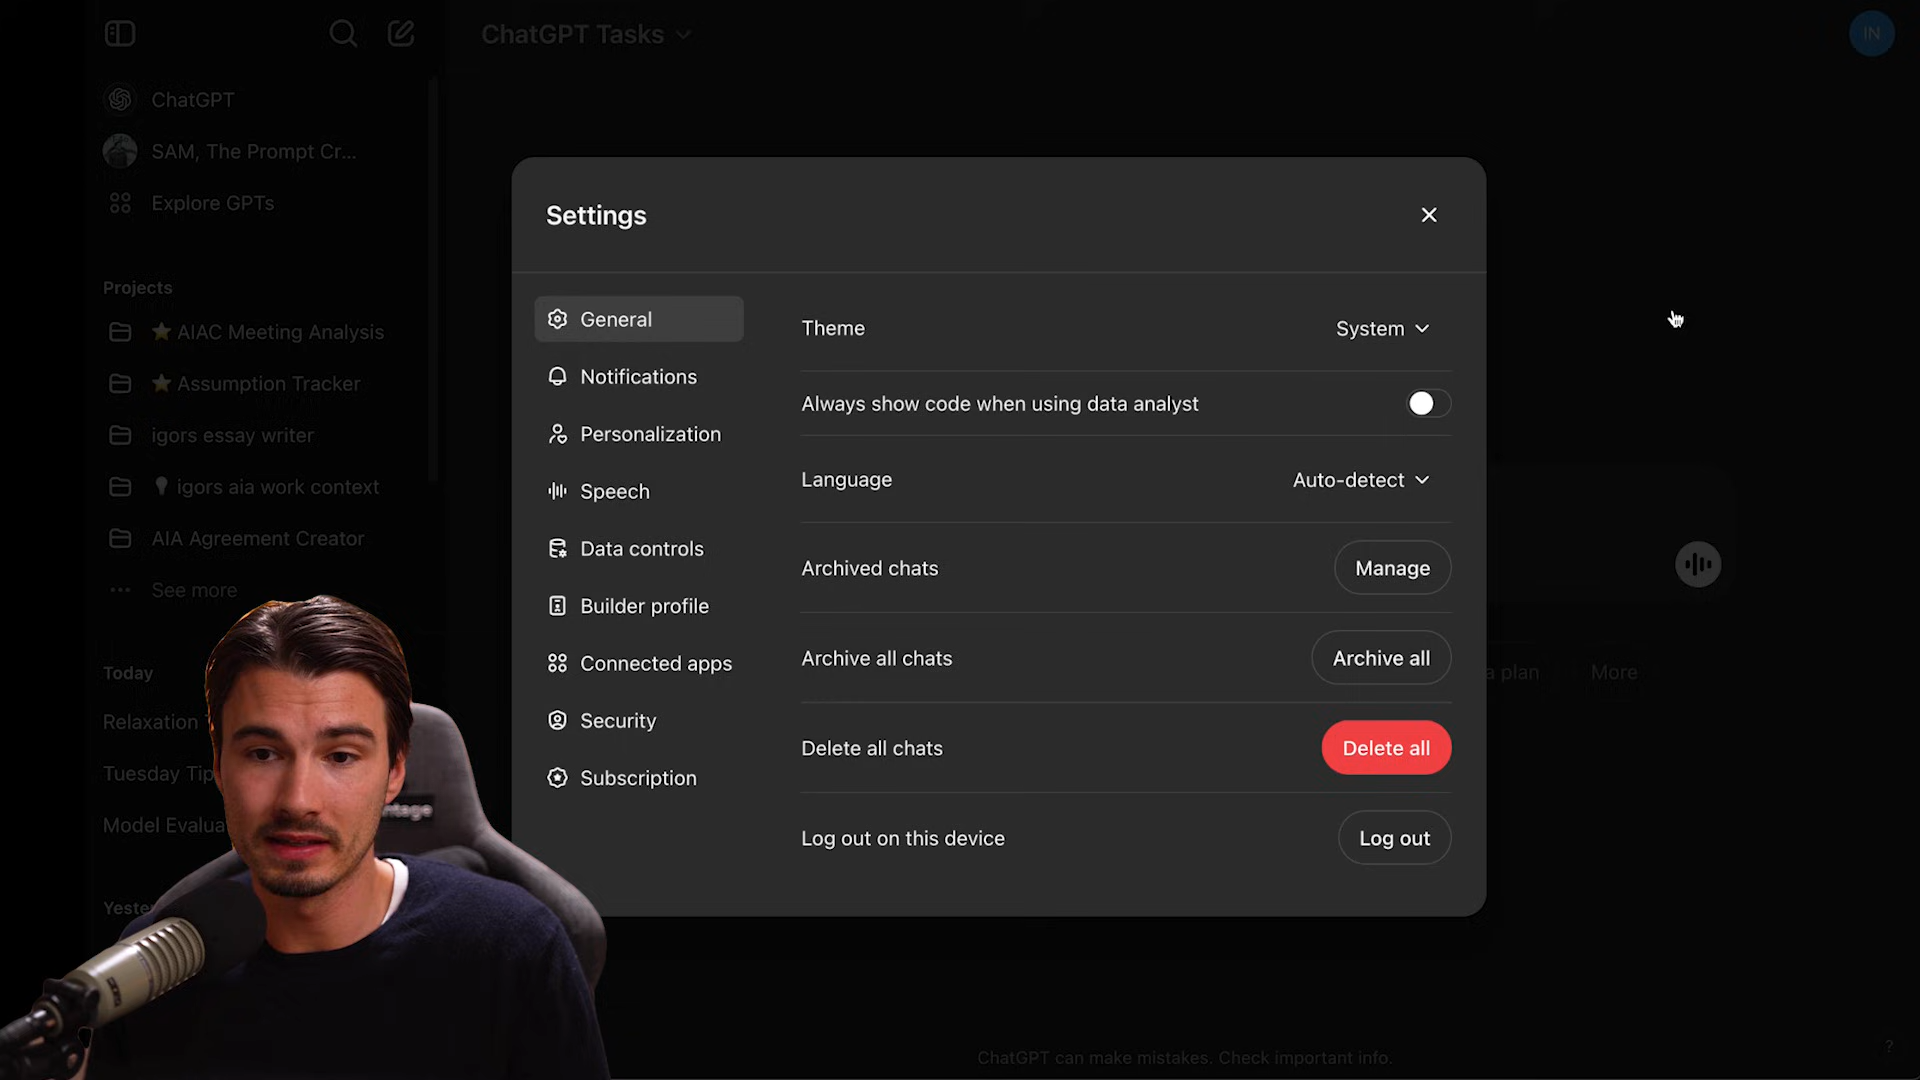 ChatGPT Tasks
IN
ChatGPT
SAM, The Prompt Cr...
Explore GPTs
Projects
⭐ AIAC Meeting Analysis
⭐ Assumption Tracker
igors essay writer
igors aia work context
AIA Agreement Creator
See more
Today
Relaxation
Tuesday Tip
Model Evalua
Yester
Settings
General
Notifications
Personalization
Speech
Data controls
Builder profile
Connected apps
Security
Subscription
Theme
System
Always show code when using data analyst
Language
Auto-detect
Archived chats
Manage
Archive all chats
Archive all
Delete all chats
Delete all
Log out on this device
Log out
a plan
More
ntage
ChatGPT can make mistakes. Check important info.
?